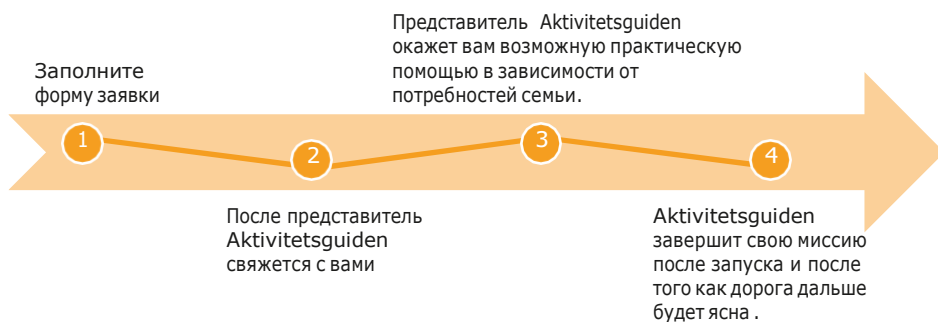 Заполните
форму заявки
1
После представитель
Aktivitetsguiden
свяжется с вами
2
Представитель Aktivitetsguiden
окажет вам возможную практическую
помощью в зависимости от
потребностей семьи.
3
Aktivitetsguiden
завершит свою миссию
после запуска и после
того как дорога дальше
будет ясна .
4